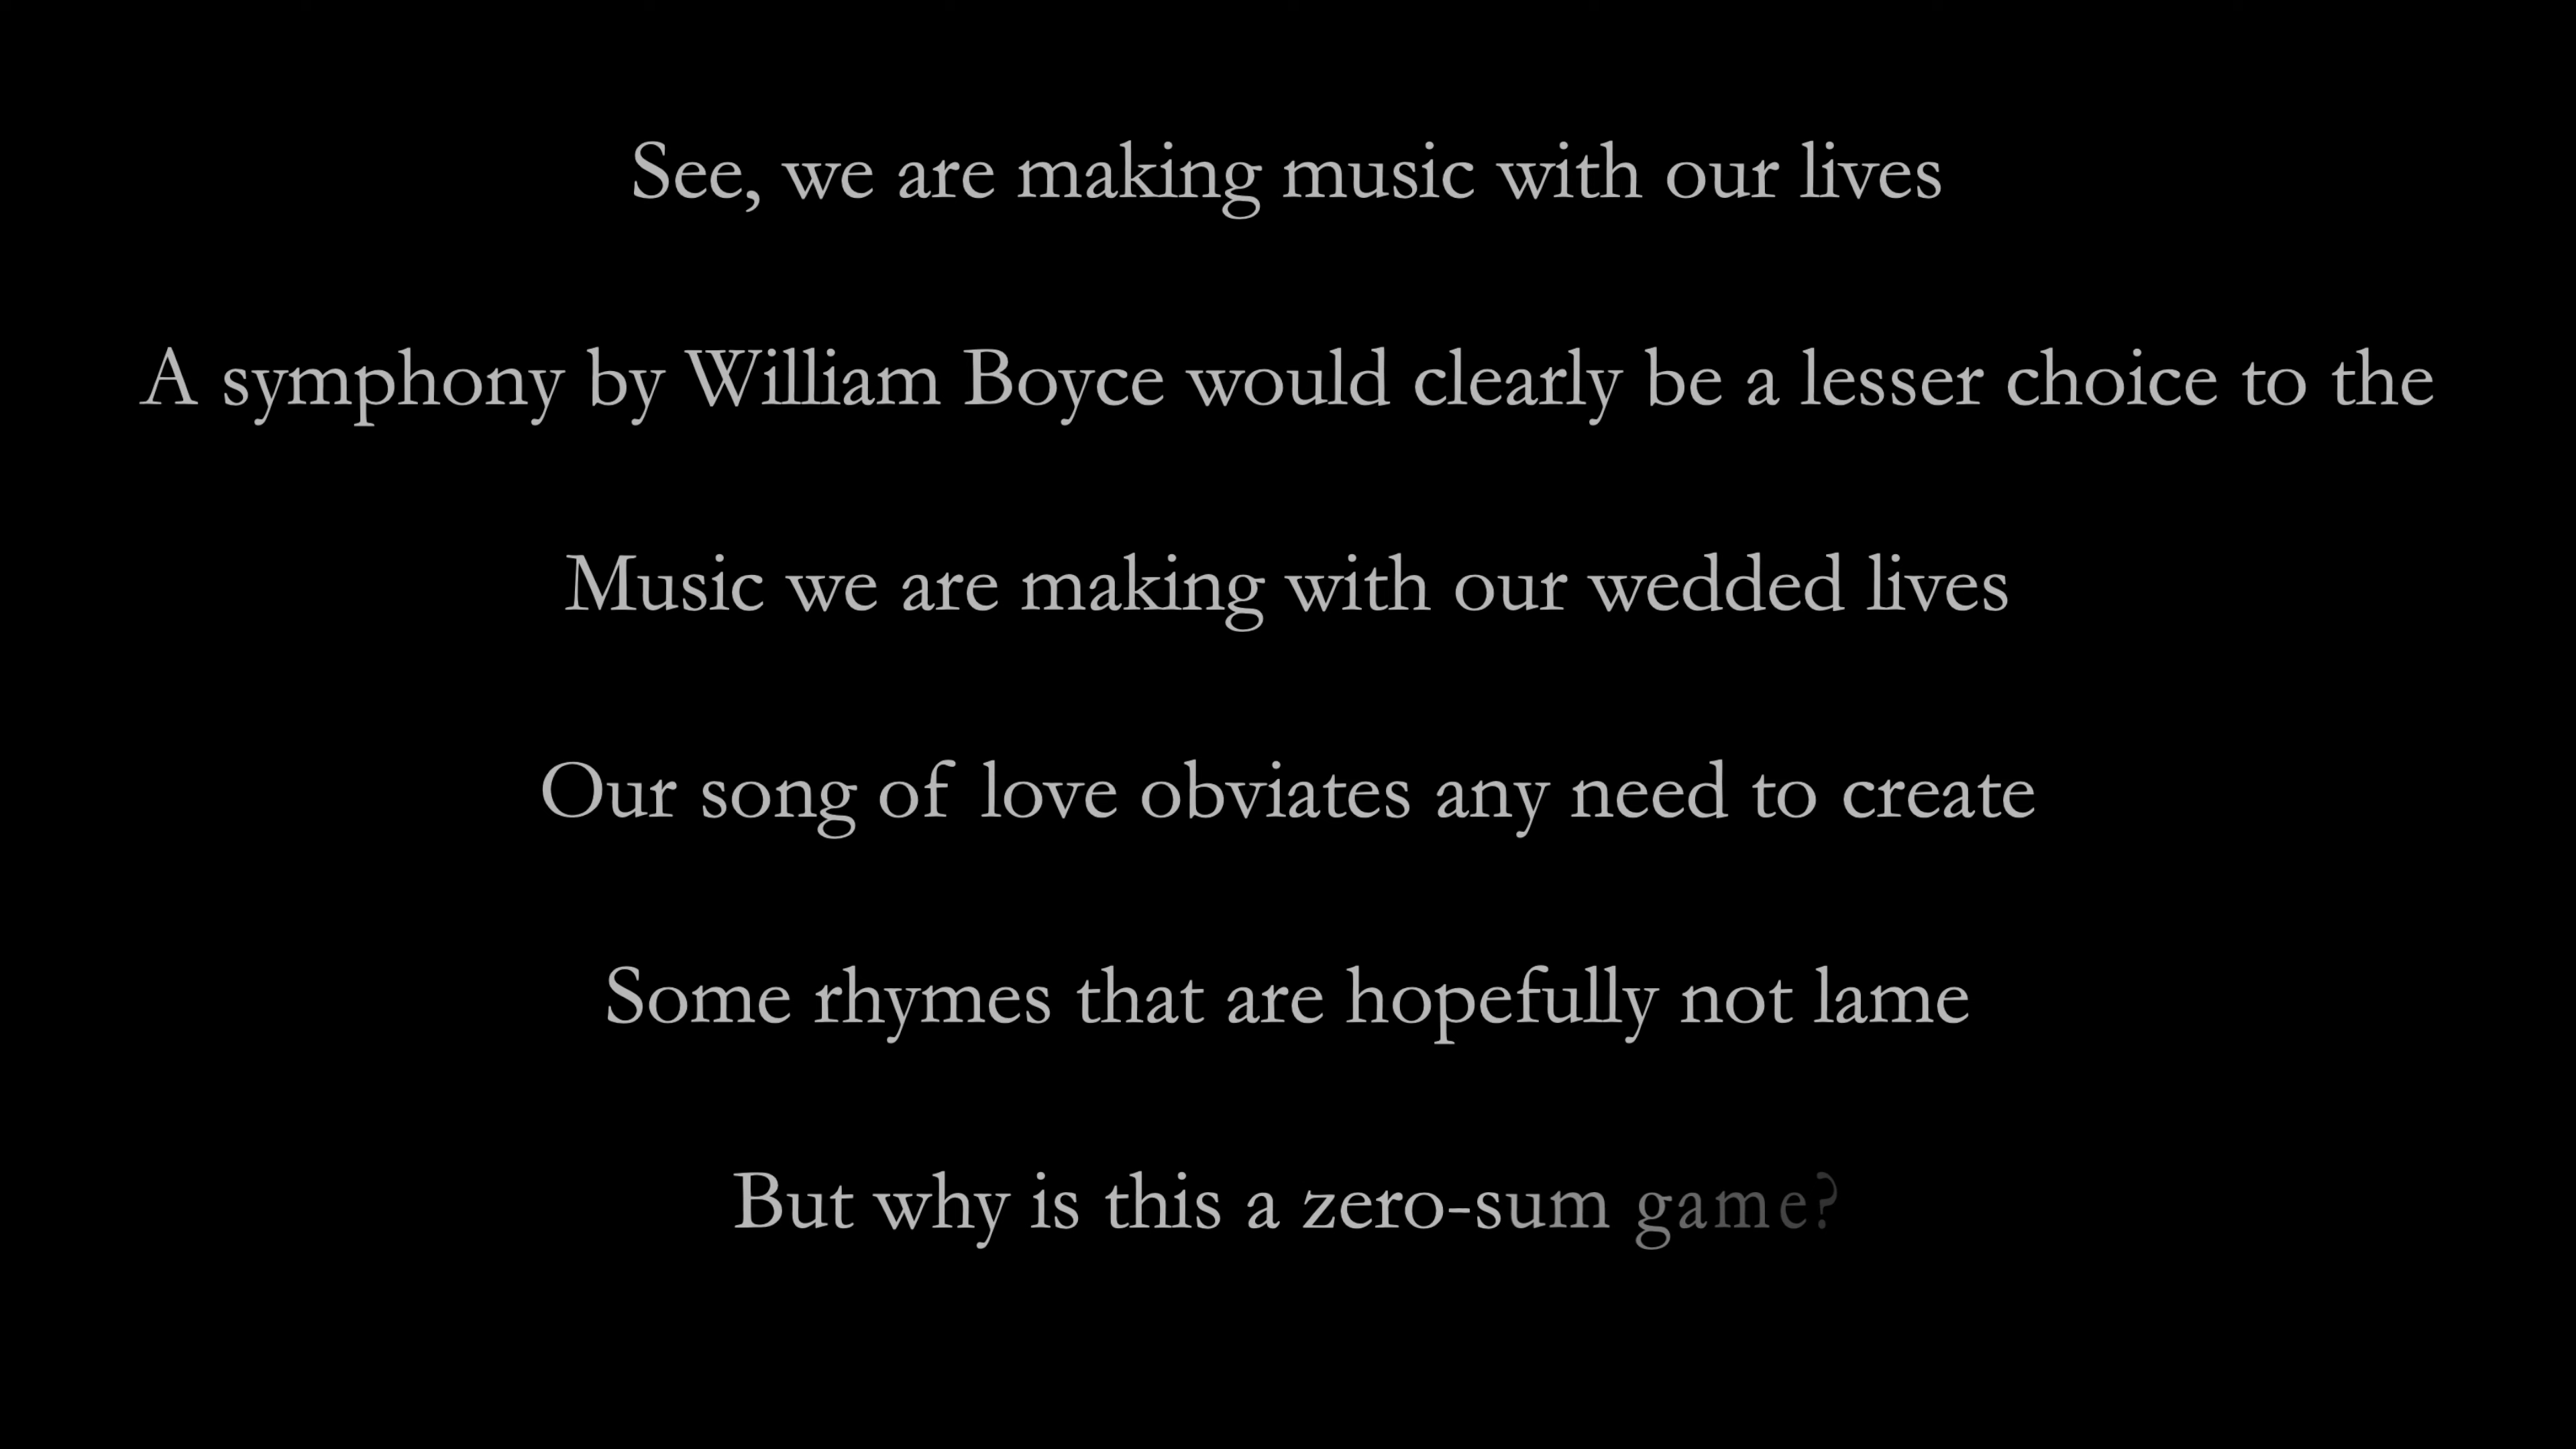 See, we are making music with our lives
A symphony by William Boyce would clearly be a lesser choice to the
Music we are making with our wedded lives
Our song of love obviates any need to create
Some rhymes that are hopefully not lame
But why is this a zero-sum game?